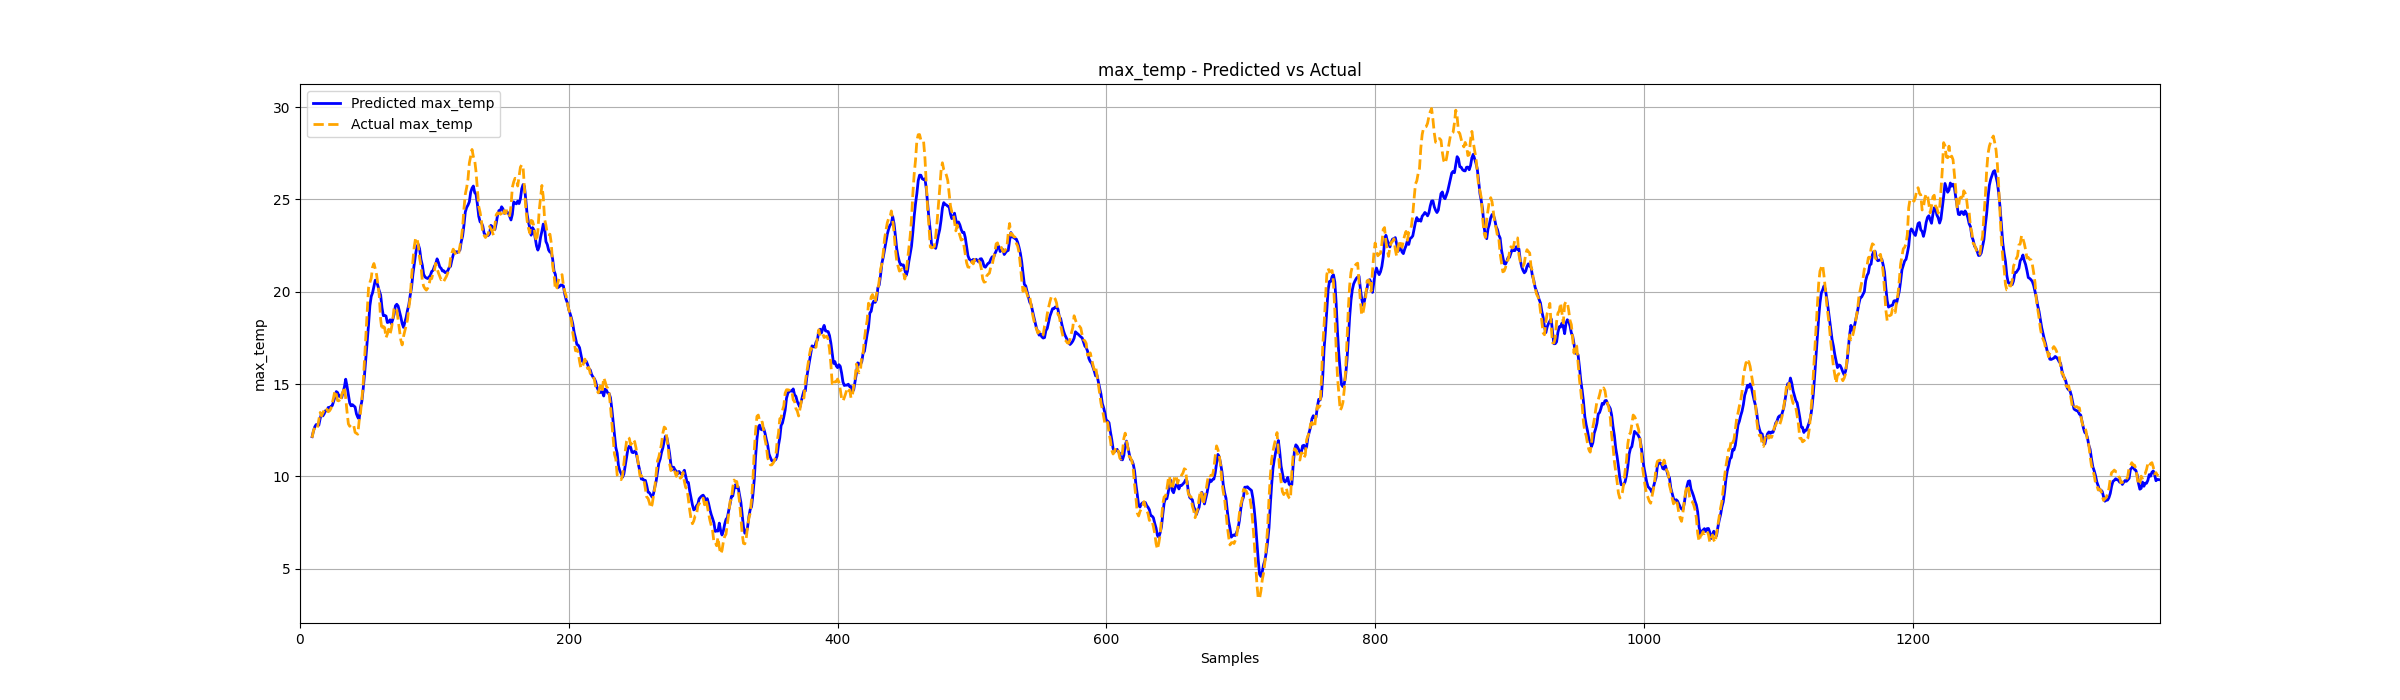 max_temp - Predicted vs Actual
Predicted max_temp
Actual max_temp
30
25
20
15
10
5
max_temp
0
200
400
600
800
1000
1200
Samples